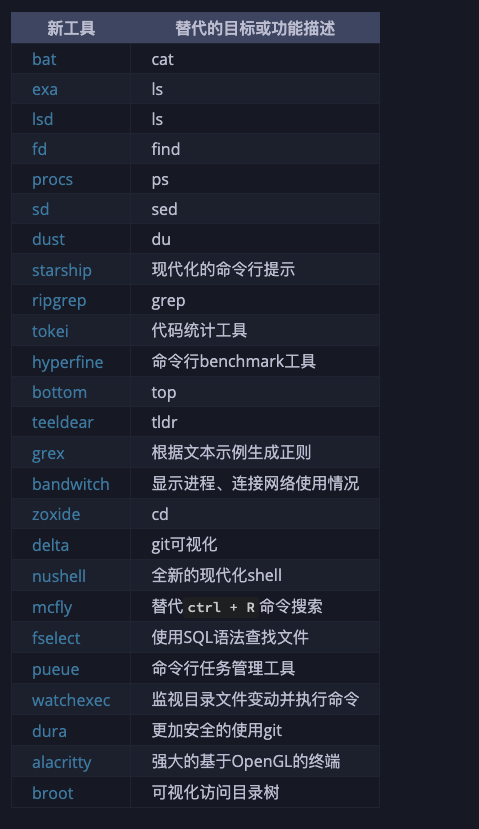 新工具 替代的目标或功能描述
bat cat
exa ls
lsd ls
fd find
procs ps
sd sed
dust du
starship 现代化的命令行提示
ripgrep grep
tokei 代码统计工具
hyperfine 命令行benchmark工具
bottom top
teeldear tldr
grex 根据文本示例生成正则
bandwitch 显示进程、连接网络使用情况
zoxide cd
delta git可视化
nushell 全新的现代化shell
mcfly 替代 ctrl + R 命令搜索
fselect 使用SQL语法查找文件
pueue 命令行任务管理工具
watchexec 监视目录文件变动并执行命令
dura 更加安全的使用git
alacritty 强大的基于OpenGL的终端
broot 可视化访问目录树